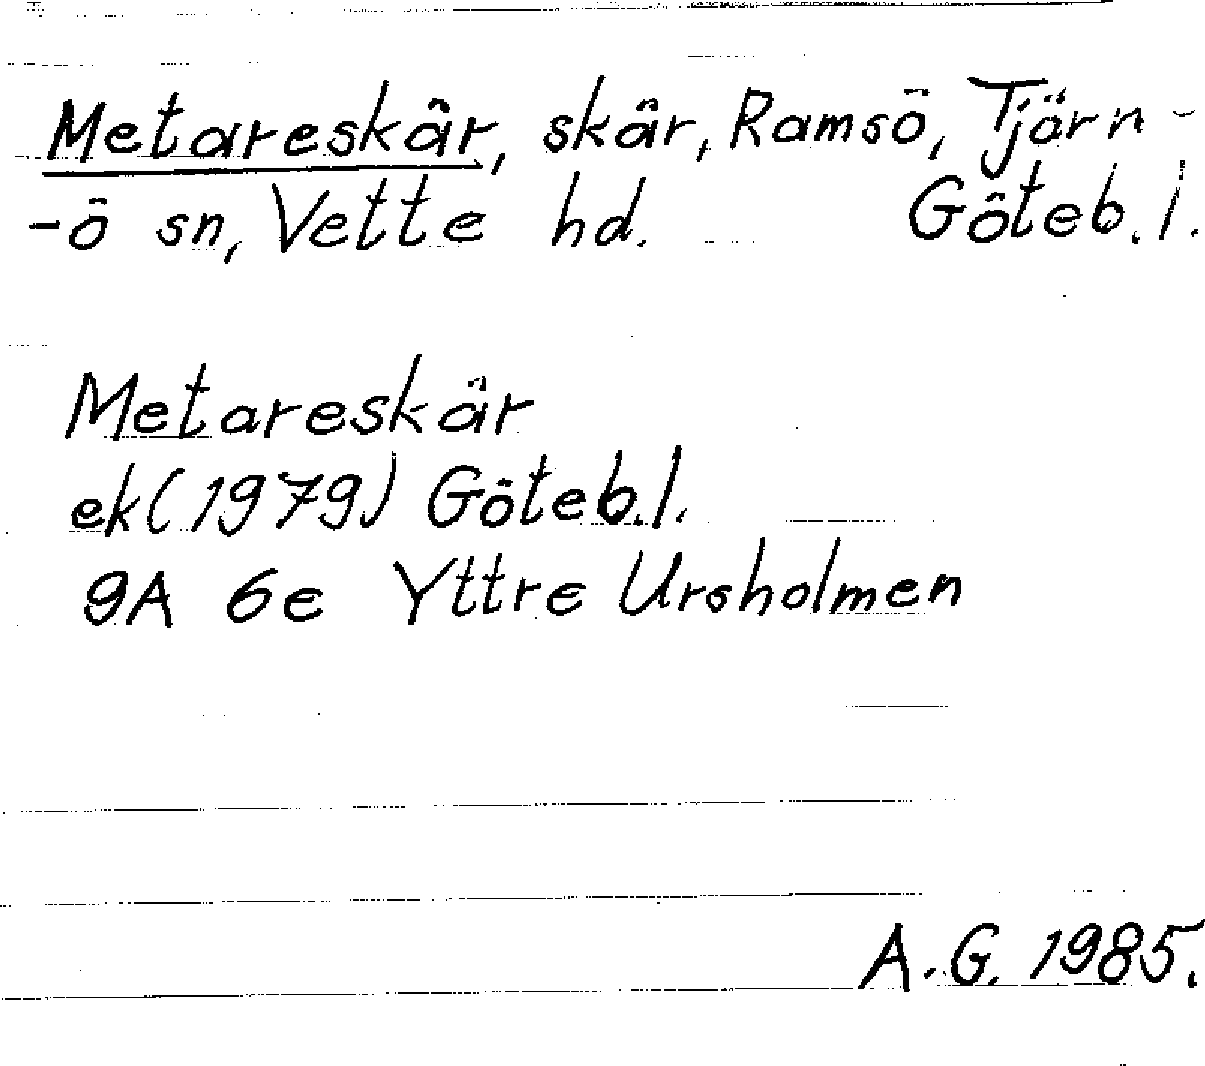 Metareskär, skär, Ramsö, Tjärn-
-ö sn, Vette hd. Göteb. l.
Metareskär
ek (1979) Göteb. l.
9A 6e Yttre Ursholmen
A. G. 1985.